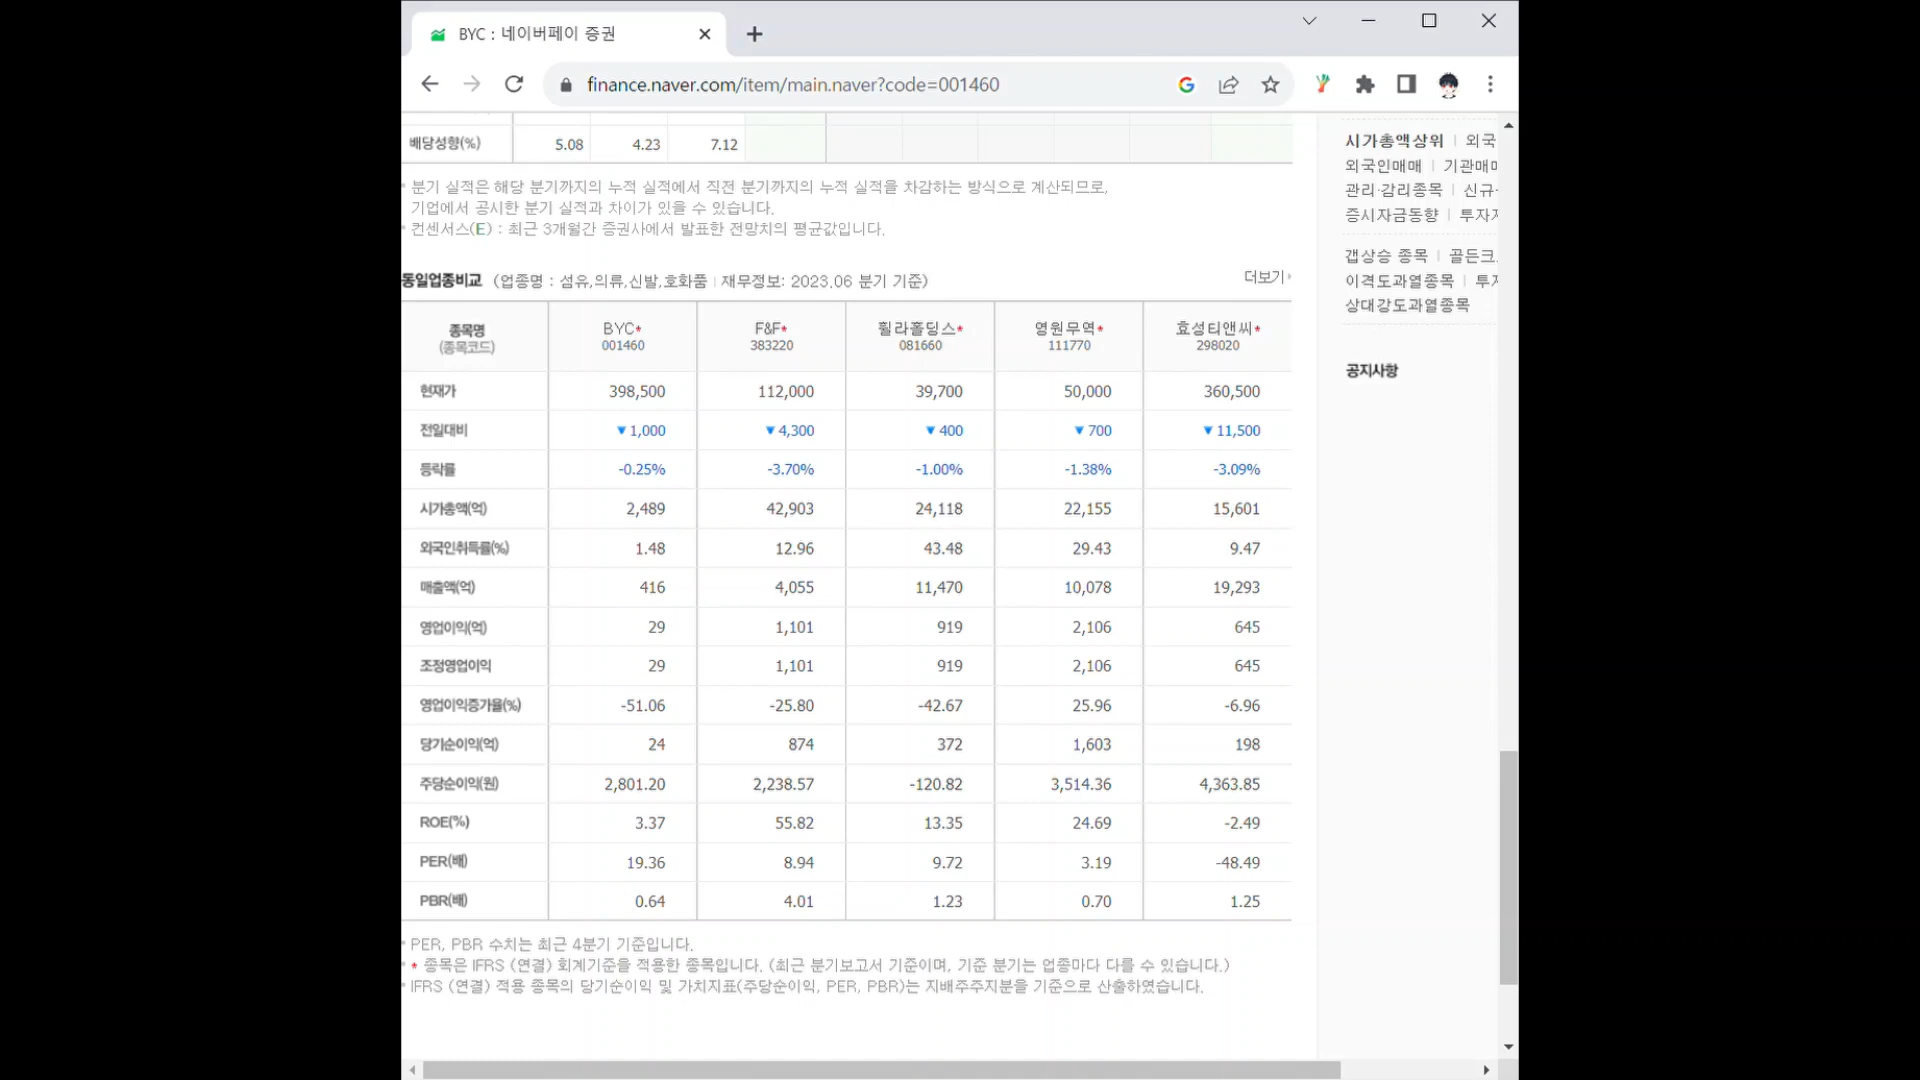 BYC : 네이버페이 증권
finance.naver.com/item/main.naver?code=001460
배당성향(%) 5.08 4.23 7.12
* 분기 실적은 해당 분기까지의 누적 실적에서 직전 분기까지의 누적 실적을 차감하는 방식으로 계산되므로,
기업에서 공시한 분기 실적과 차이가 있을 수 있습니다.
* 컨센서스(E) : 최근 3개월간 증권사에서 발표한 전망치의 평균값입니다.
동일업종비교 (업종명 : 섬유,의류,신발,호화품 | 재무정보: 2023.06 분기 기준) 더보기
종목명 BYC* F&F* 휠라홀딩스* 영원무역* 효성티앤씨*
(종목코드) 001460 383220 081660 111770 298020
현재가 398,500 112,000 39,700 50,000 360,500
전일대비 ▼1,000 ▼4,300 ▼400 ▼700 ▼11,500
등락률 -0.25% -3.70% -1.00% -1.38% -3.09%
시가총액(억) 2,489 42,903 24,118 22,155 15,601
외국인취득률(%) 1.48 12.96 43.48 29.43 9.47
매출액(억) 416 4,055 11,470 10,078 19,293
영업이익(억) 29 1,101 919 2,106 645
조정영업이익 29 1,101 919 2,106 645
영업이익증가율(%) -51.06 -25.80 -42.67 25.96 -6.96
당기순이익(억) 24 874 372 1,603 198
주당순이익(원) 2,801.20 2,238.57 -120.82 3,514.36 4,363.85
ROE(%) 3.37 55.82 13.35 24.69 -2.49
PER(배) 19.36 8.94 9.72 3.19 -48.49
PBR(배) 0.64 4.01 1.23 0.70 1.25
* PER, PBR 수치는 최근 4분기 기준입니다.
* * 종목은 IFRS (연결) 회계기준을 적용한 종목입니다. (최근 분기보고서 기준이며, 기준 분기는 업종마다 다를 수 있습니다.)
* IFRS (연결) 적용 종목의 당기순이익 및 가치지표(주당순이익, PER, PBR)는 지배주주지분을 기준으로 산출하였습니다.
시가총액상위 | 외국
외국인매매 | 기관매매
관리·감리종목 | 신규
증시자금동향 | 투자
갭상승 종목 | 골든크
이격도과열종목 | 투자
상대강도과열종목
공지사항